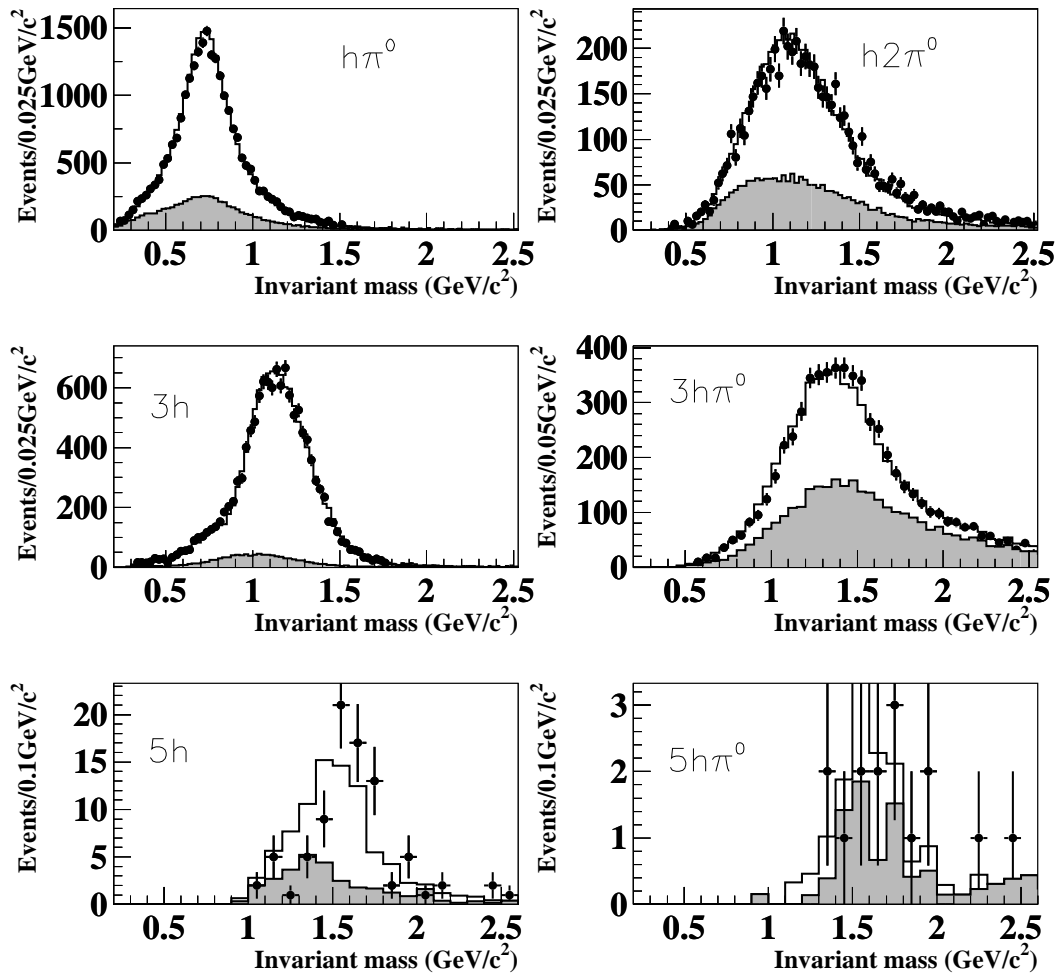 Events/0.025GeV/c²
1500
1000
500
0
hπ⁰
0.5 1 1.5 2 2.5
Invariant mass (GeV/c²)
Events/0.025GeV/c²
200
150
100
50
0
h2π⁰
0.5 1 1.5 2 2.5
Invariant mass (GeV/c²)
Events/0.025GeV/c²
600
400
200
0
3h
0.5 1 1.5 2 2.5
Invariant mass (GeV/c²)
Events/0.05GeV/c²
400
300
200
100
0
3hπ⁰
0.5 1 1.5 2 2.5
Invariant mass (GeV/c²)
Events/0.1GeV/c²
20
15
10
5
0
5h
0.5 1 1.5 2 2.5
Invariant mass (GeV/c²)
Events/0.1GeV/c²
3
2
1
0
5hπ⁰
0.5 1 1.5 2 2.5
Invariant mass (GeV/c²)